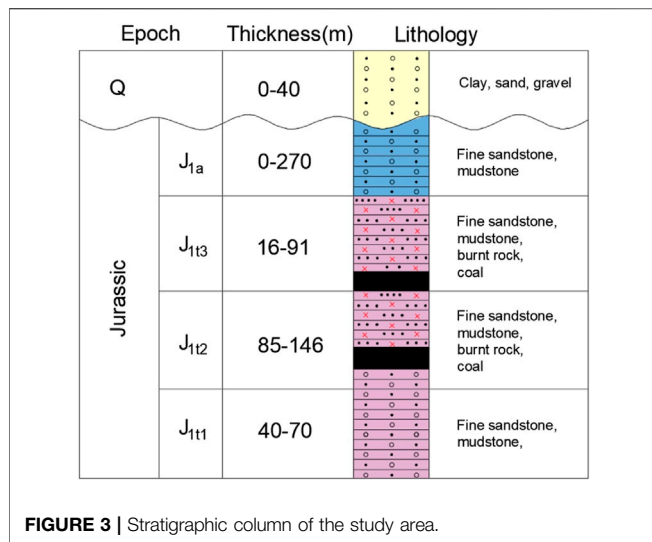 Epoch Thickness(m) Lithology
Q 0-40 Clay, sand, gravel
Jurassic
J1a 0-270 Fine sandstone,
mudstone
J1t3 16-91 Fine sandstone,
mudstone,
burnt rock,
coal
J1t2 85-146 Fine sandstone,
mudstone,
burnt rock,
coal
J1t1 40-70 Fine sandstone,
mudstone,
FIGURE 3 | Stratigraphic column of the study area.